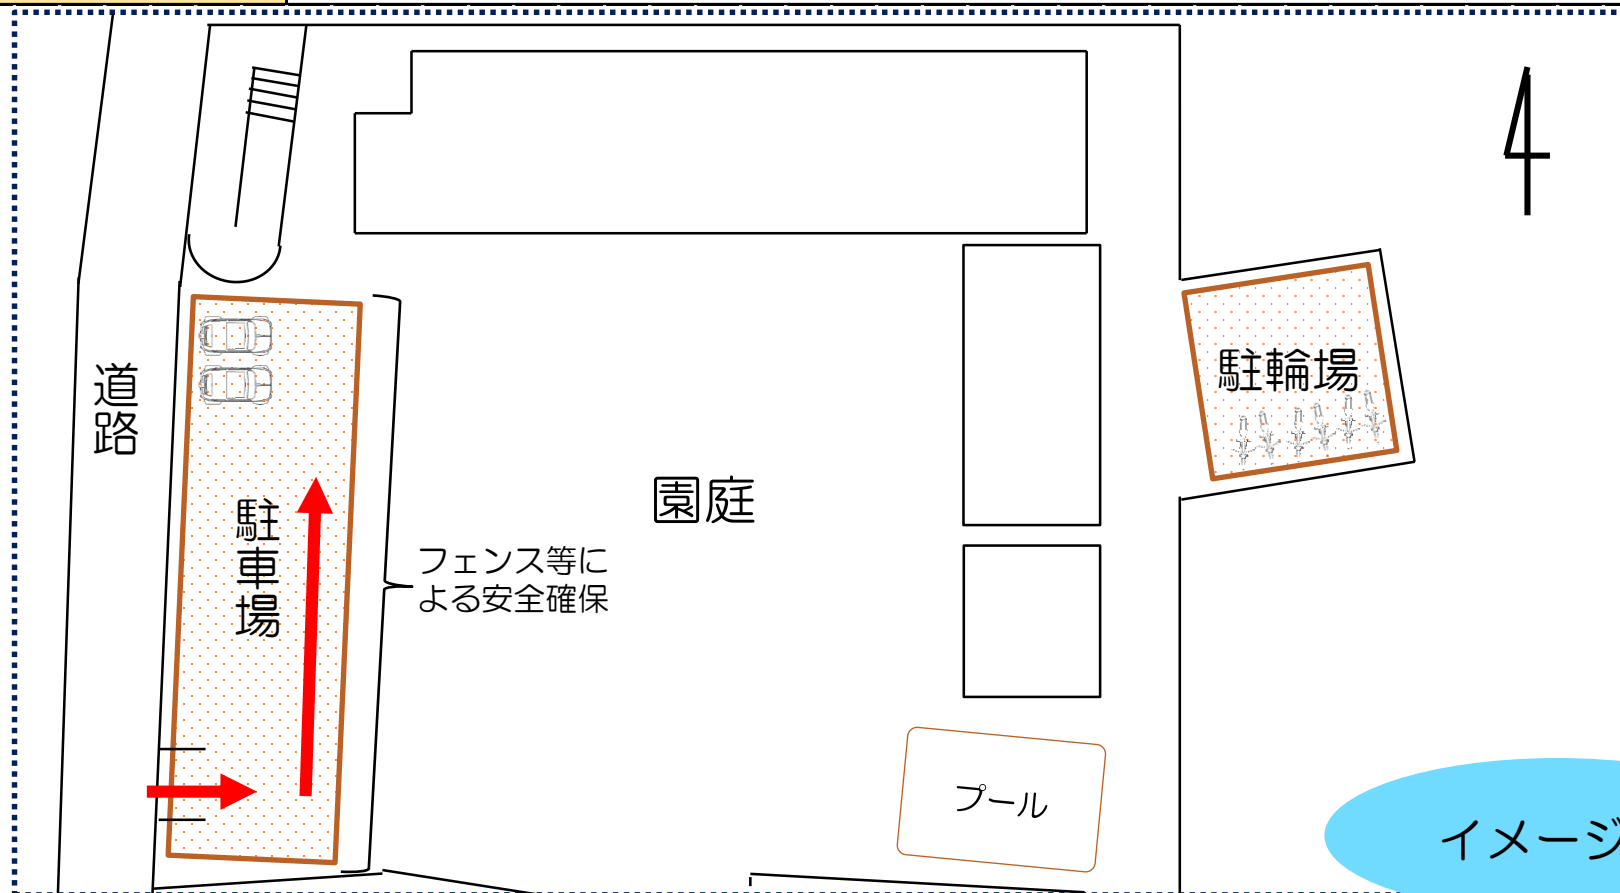 道路
駐車場
フェンス等に
よる安全確保
園庭
駐輪場
プール
イメージ